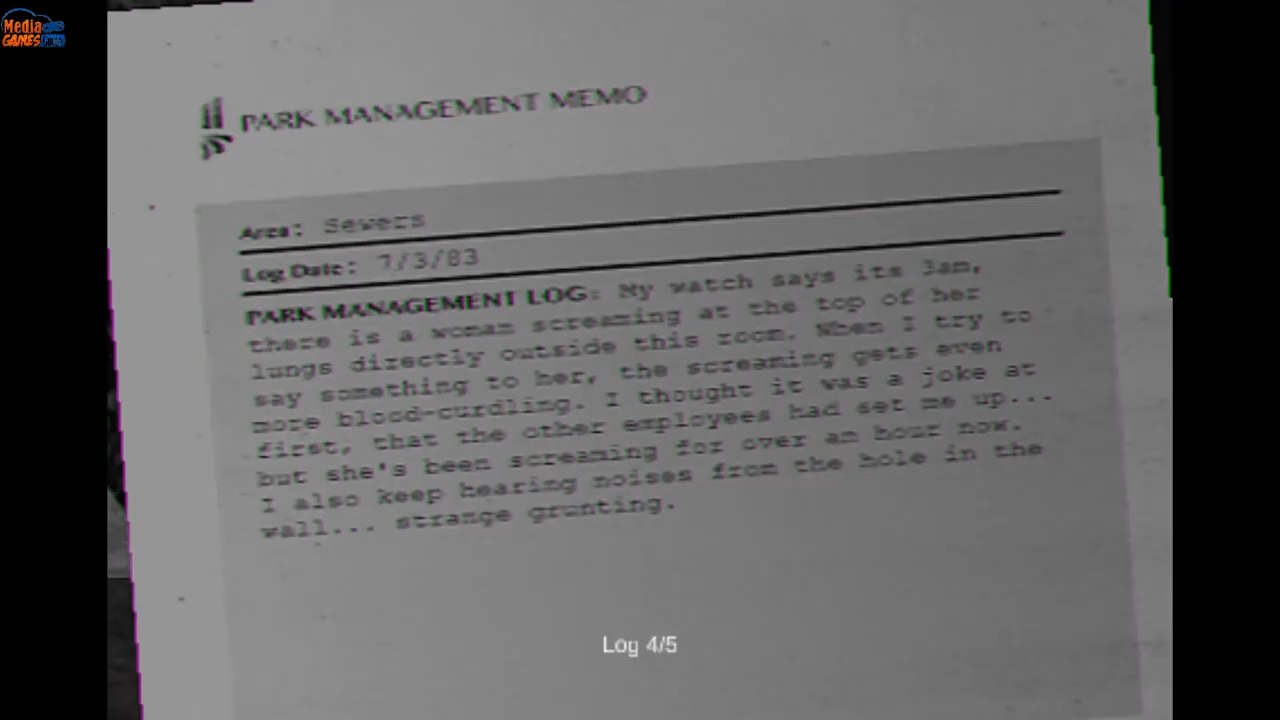 Media
GAMES
PARK MANAGEMENT MEMO
Area: Sewers
Log Date: 7/3/83
PARK MANAGEMENT LOG: My watch says its 3am,
there is a woman screaming at the top of her
lungs directly outside this room. When I try to
say something to her, the screaming gets even
more blood-curdling. I thought it was a joke at
first, that the other employees had set me up...
but she's been screaming for over an hour now.
I also keep hearing noises from the hole in the
wall... strange grunting.
Log 4/5